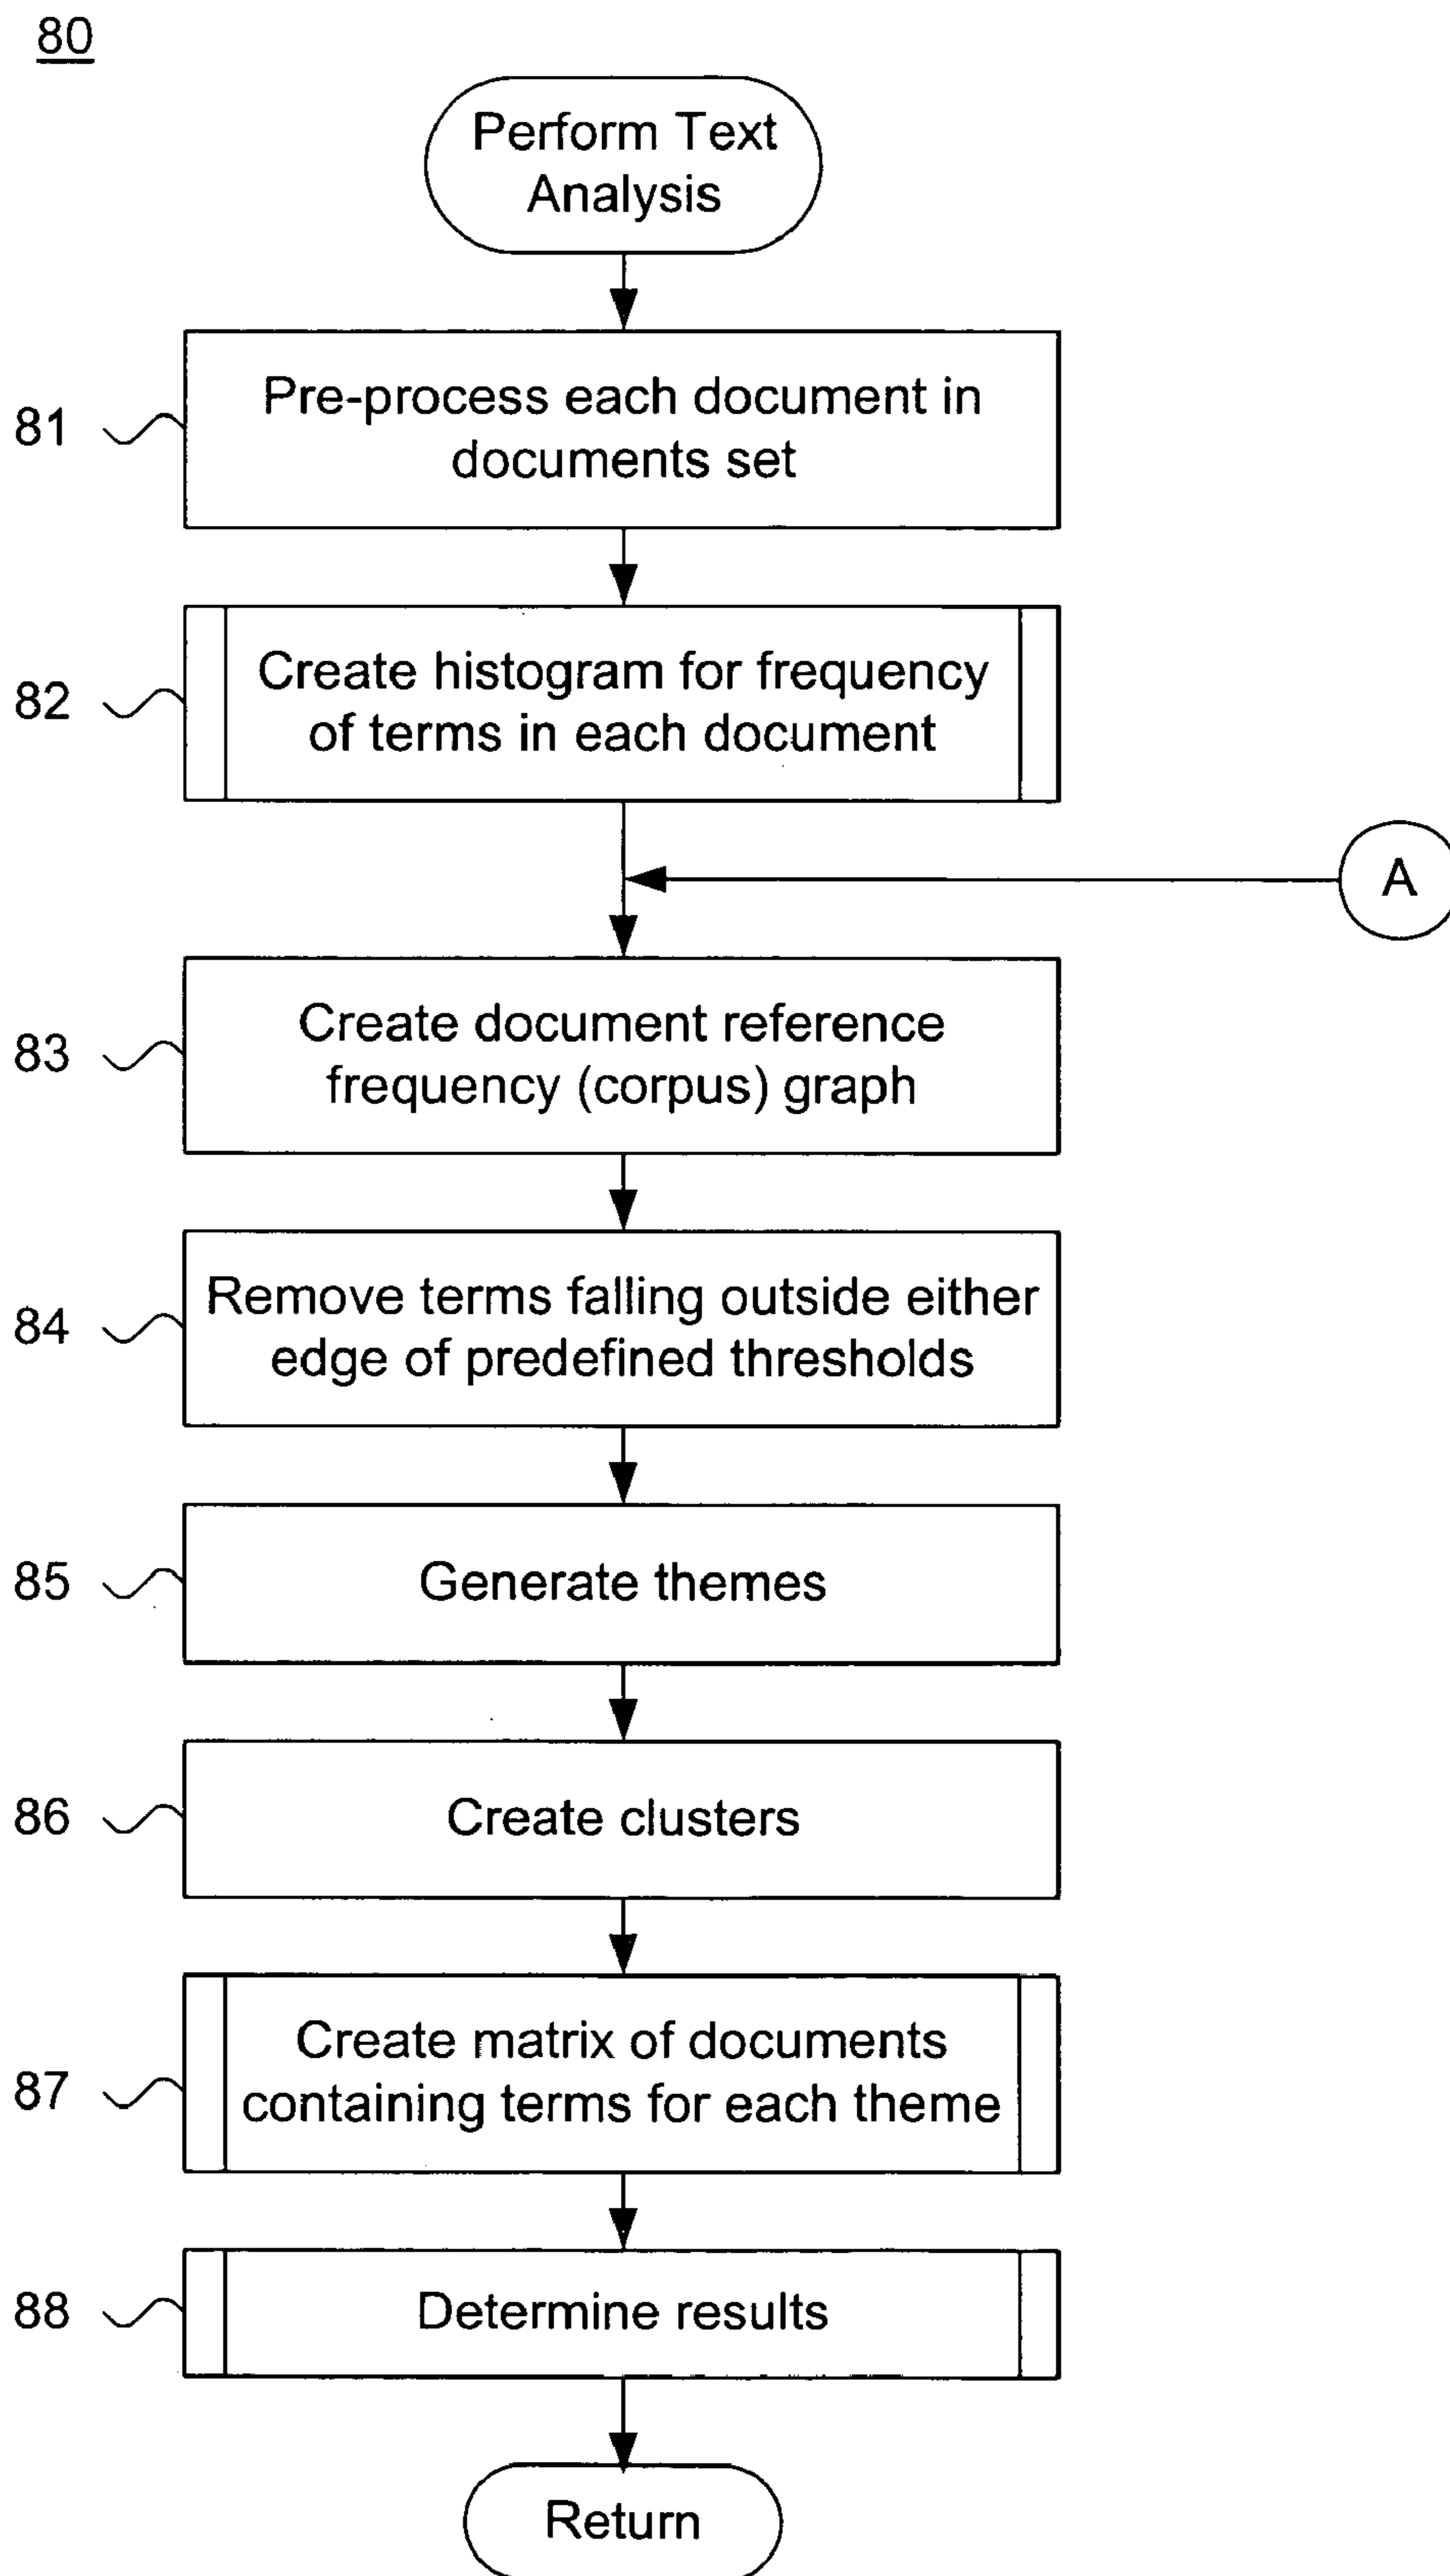 80
Perform Text
Analysis
81
Pre-process each document in
documents set
82
Create histogram for frequency
of terms in each document
A
83
Create document reference
frequency (corpus) graph
84
Remove terms falling outside either
edge of predefined thresholds
85
Generate themes
86
Create clusters
87
Create matrix of documents
containing terms for each theme
88
Determine results
Return